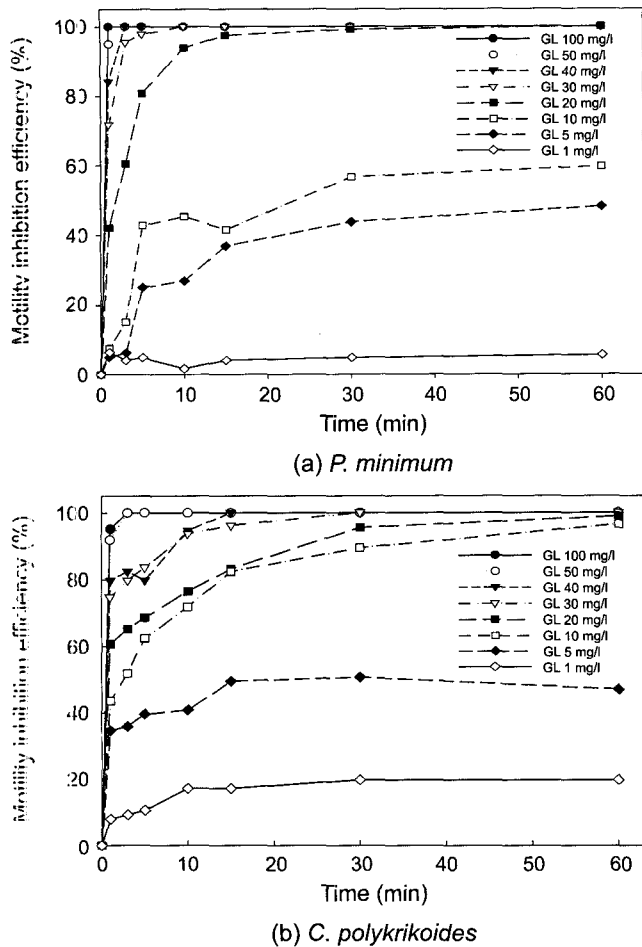 Motility inhibition efficiency (%)
100
80
60
40
20
0
GL 100 mg/l
GL 50 mg/l
GL 40 mg/l
GL 30 mg/l
GL 20 mg/l
GL 10 mg/l
GL 5 mg/l
GL 1 mg/l
0 10 20 30 40 50 60
Time (min)
(a) P. minimum
Motility inhibition efficiency (%)
100
80
60
40
20
0
GL 100 mg/l
GL 50 mg/l
GL 40 mg/l
GL 30 mg/l
GL 20 mg/l
GL 10 mg/l
GL 5 mg/l
GL 1 mg/l
0 10 20 30 40 50 60
Time (min)
(b) C. polykrikoides